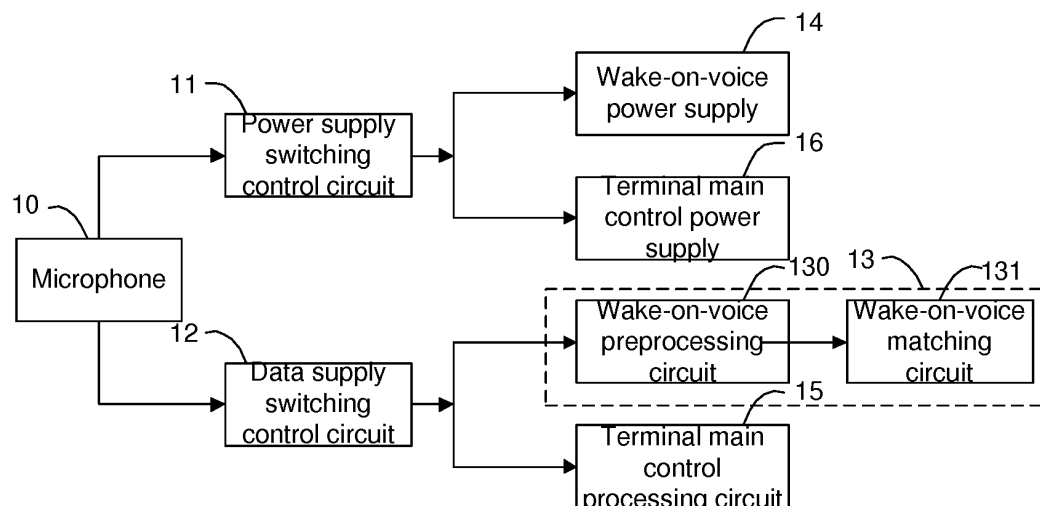 14
Wake-on-voice
power supply
11
Power supply
switching
control circuit
16
Terminal main
control power
supply
10
Microphone
130
13
131
Wake-on-voice
preprocessing
circuit
Wake-on-voice
matching
circuit
12
Data supply
switching
control circuit
15
Terminal main
control
processing circuit